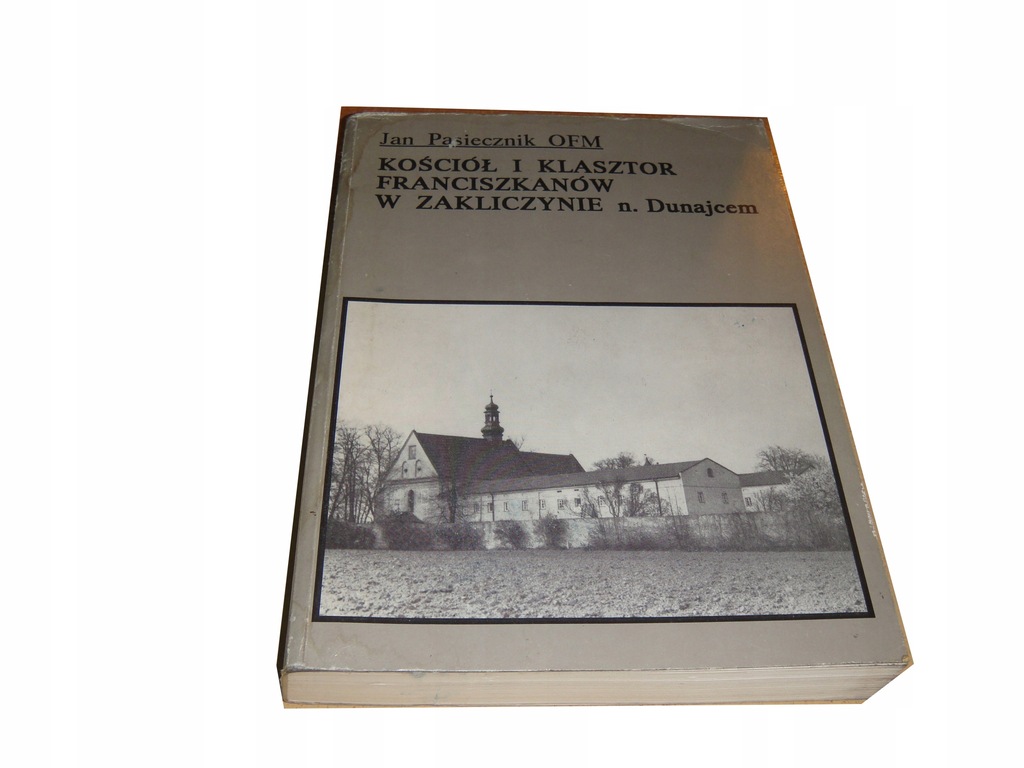 Jan Pasiecznik OFM
KOŚCIÓŁ I KLASZTOR
FRANCISZKANÓW
W ZAKLICZYNIE n. Dunajcem